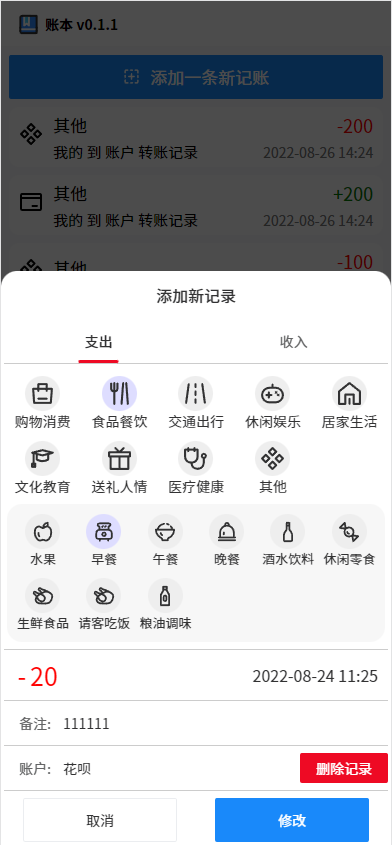 账本 v0.1.1
添加一条新记账
其他 -200
我的 到 账户 转账记录 2022-08-26 14:24
其他 +200
我的 到 账户 转账记录 2022-08-26 14:24
其他 -100
添加新记录
支出 收入
购物消费 食品餐饮 交通出行 休闲娱乐 居家生活
文化教育 送礼人情 医疗健康 其他
水果 早餐 午餐 晚餐 酒水饮料 休闲零食
生鲜食品 请客吃饭 粮油调味
- 20 2022-08-24 11:25
备注: 111111
账户: 花呗 删除记录
取消 修改